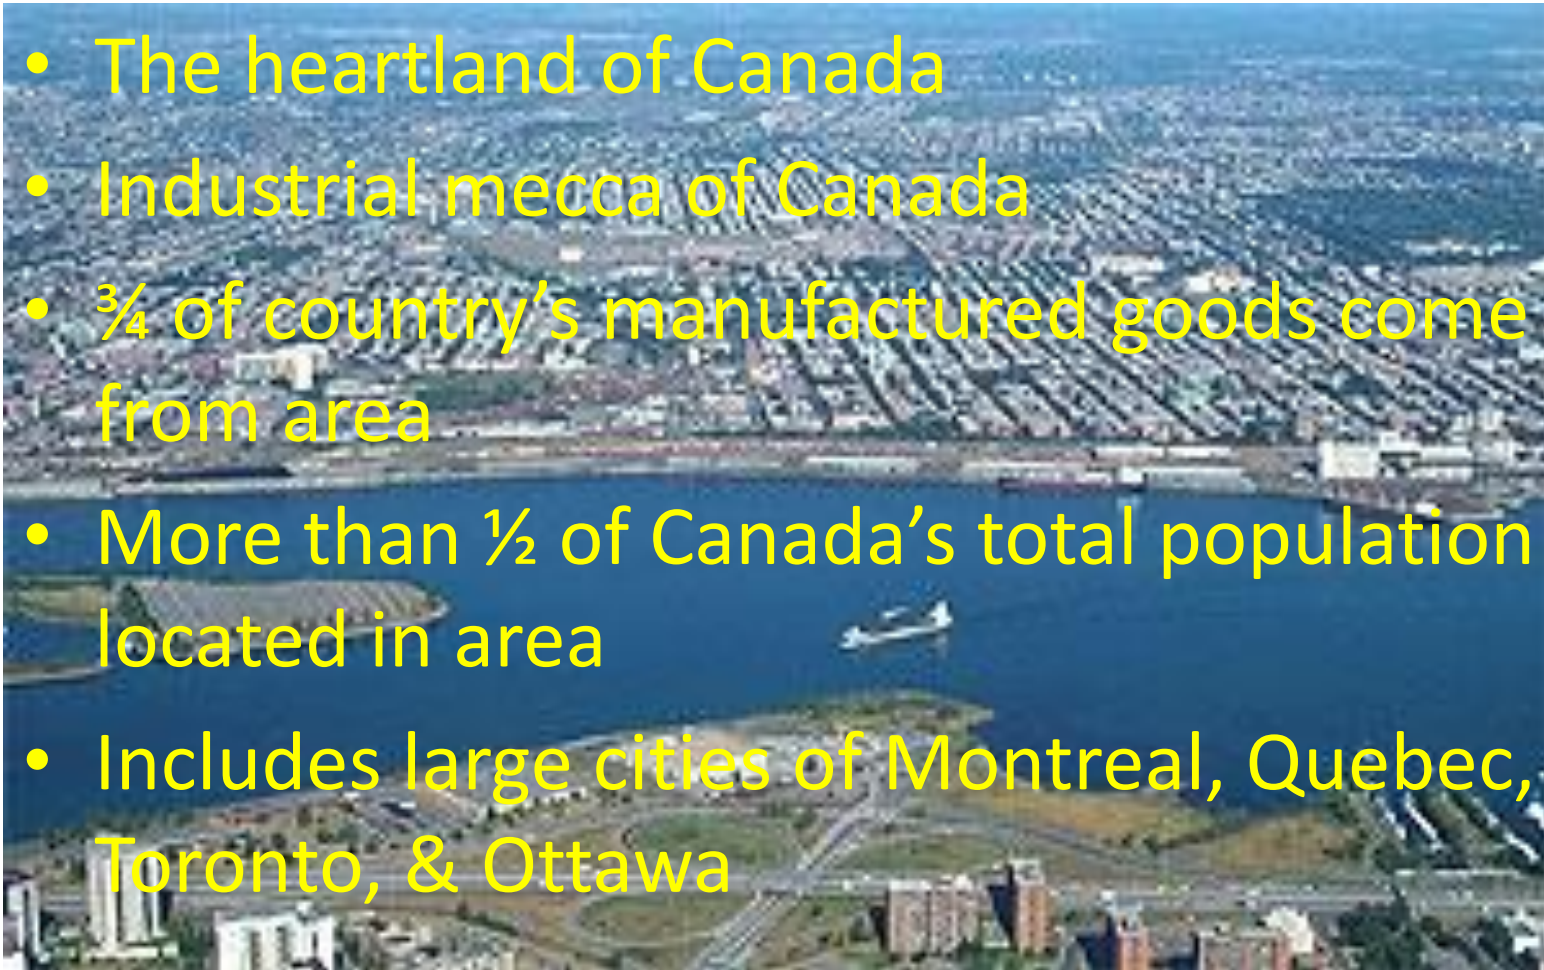 • The heartland of Canada
• Industrial mecca of Canada
• ¾ of country’s manufactured goods come
from area
• More than ½ of Canada’s total population
located in area
• Includes large cities of Montreal, Quebec,
Toronto, & Ottawa